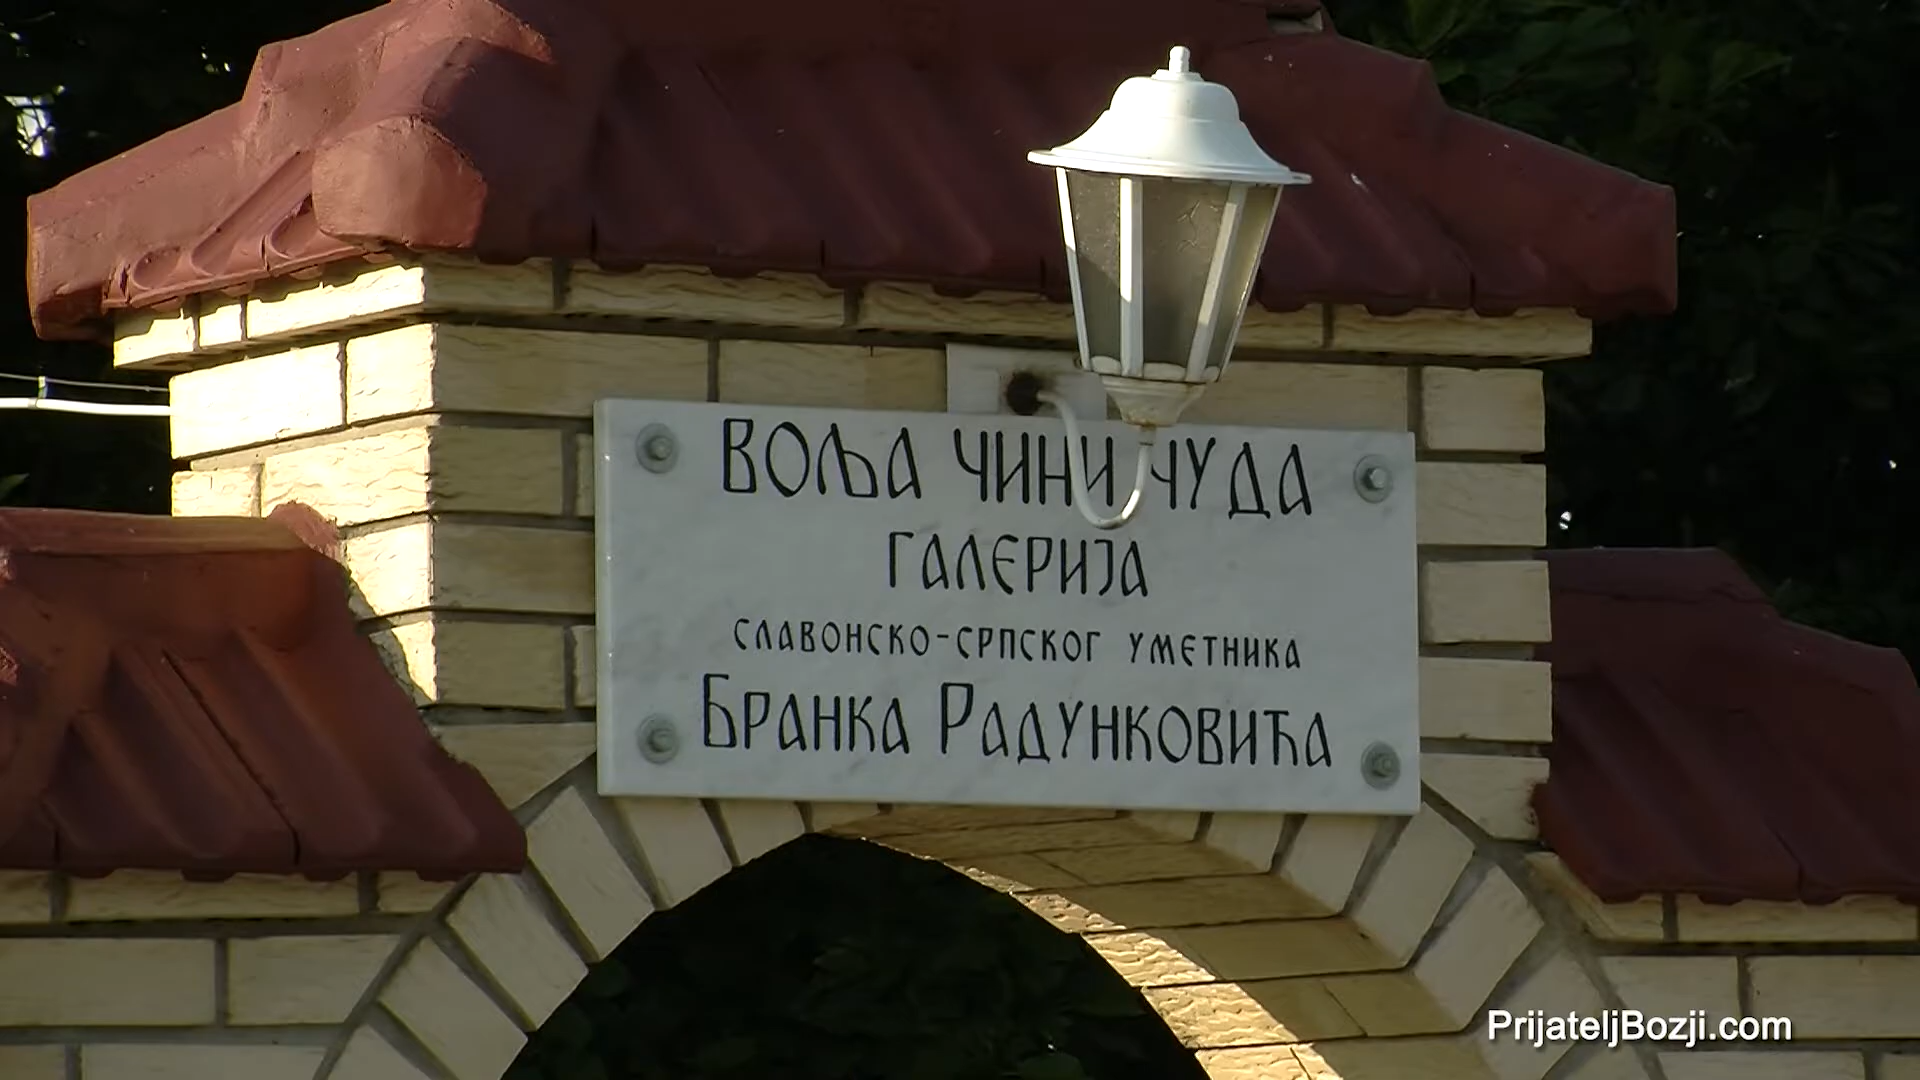 ВОЉА ЧИНИ ЧУДА
ГАЛЕРИЈА
СЛАВОНСКО-СРПСКОГ УМЕТНИКА
БРАНКА РАДУНКОВИЋА
PrijateljBozji.com